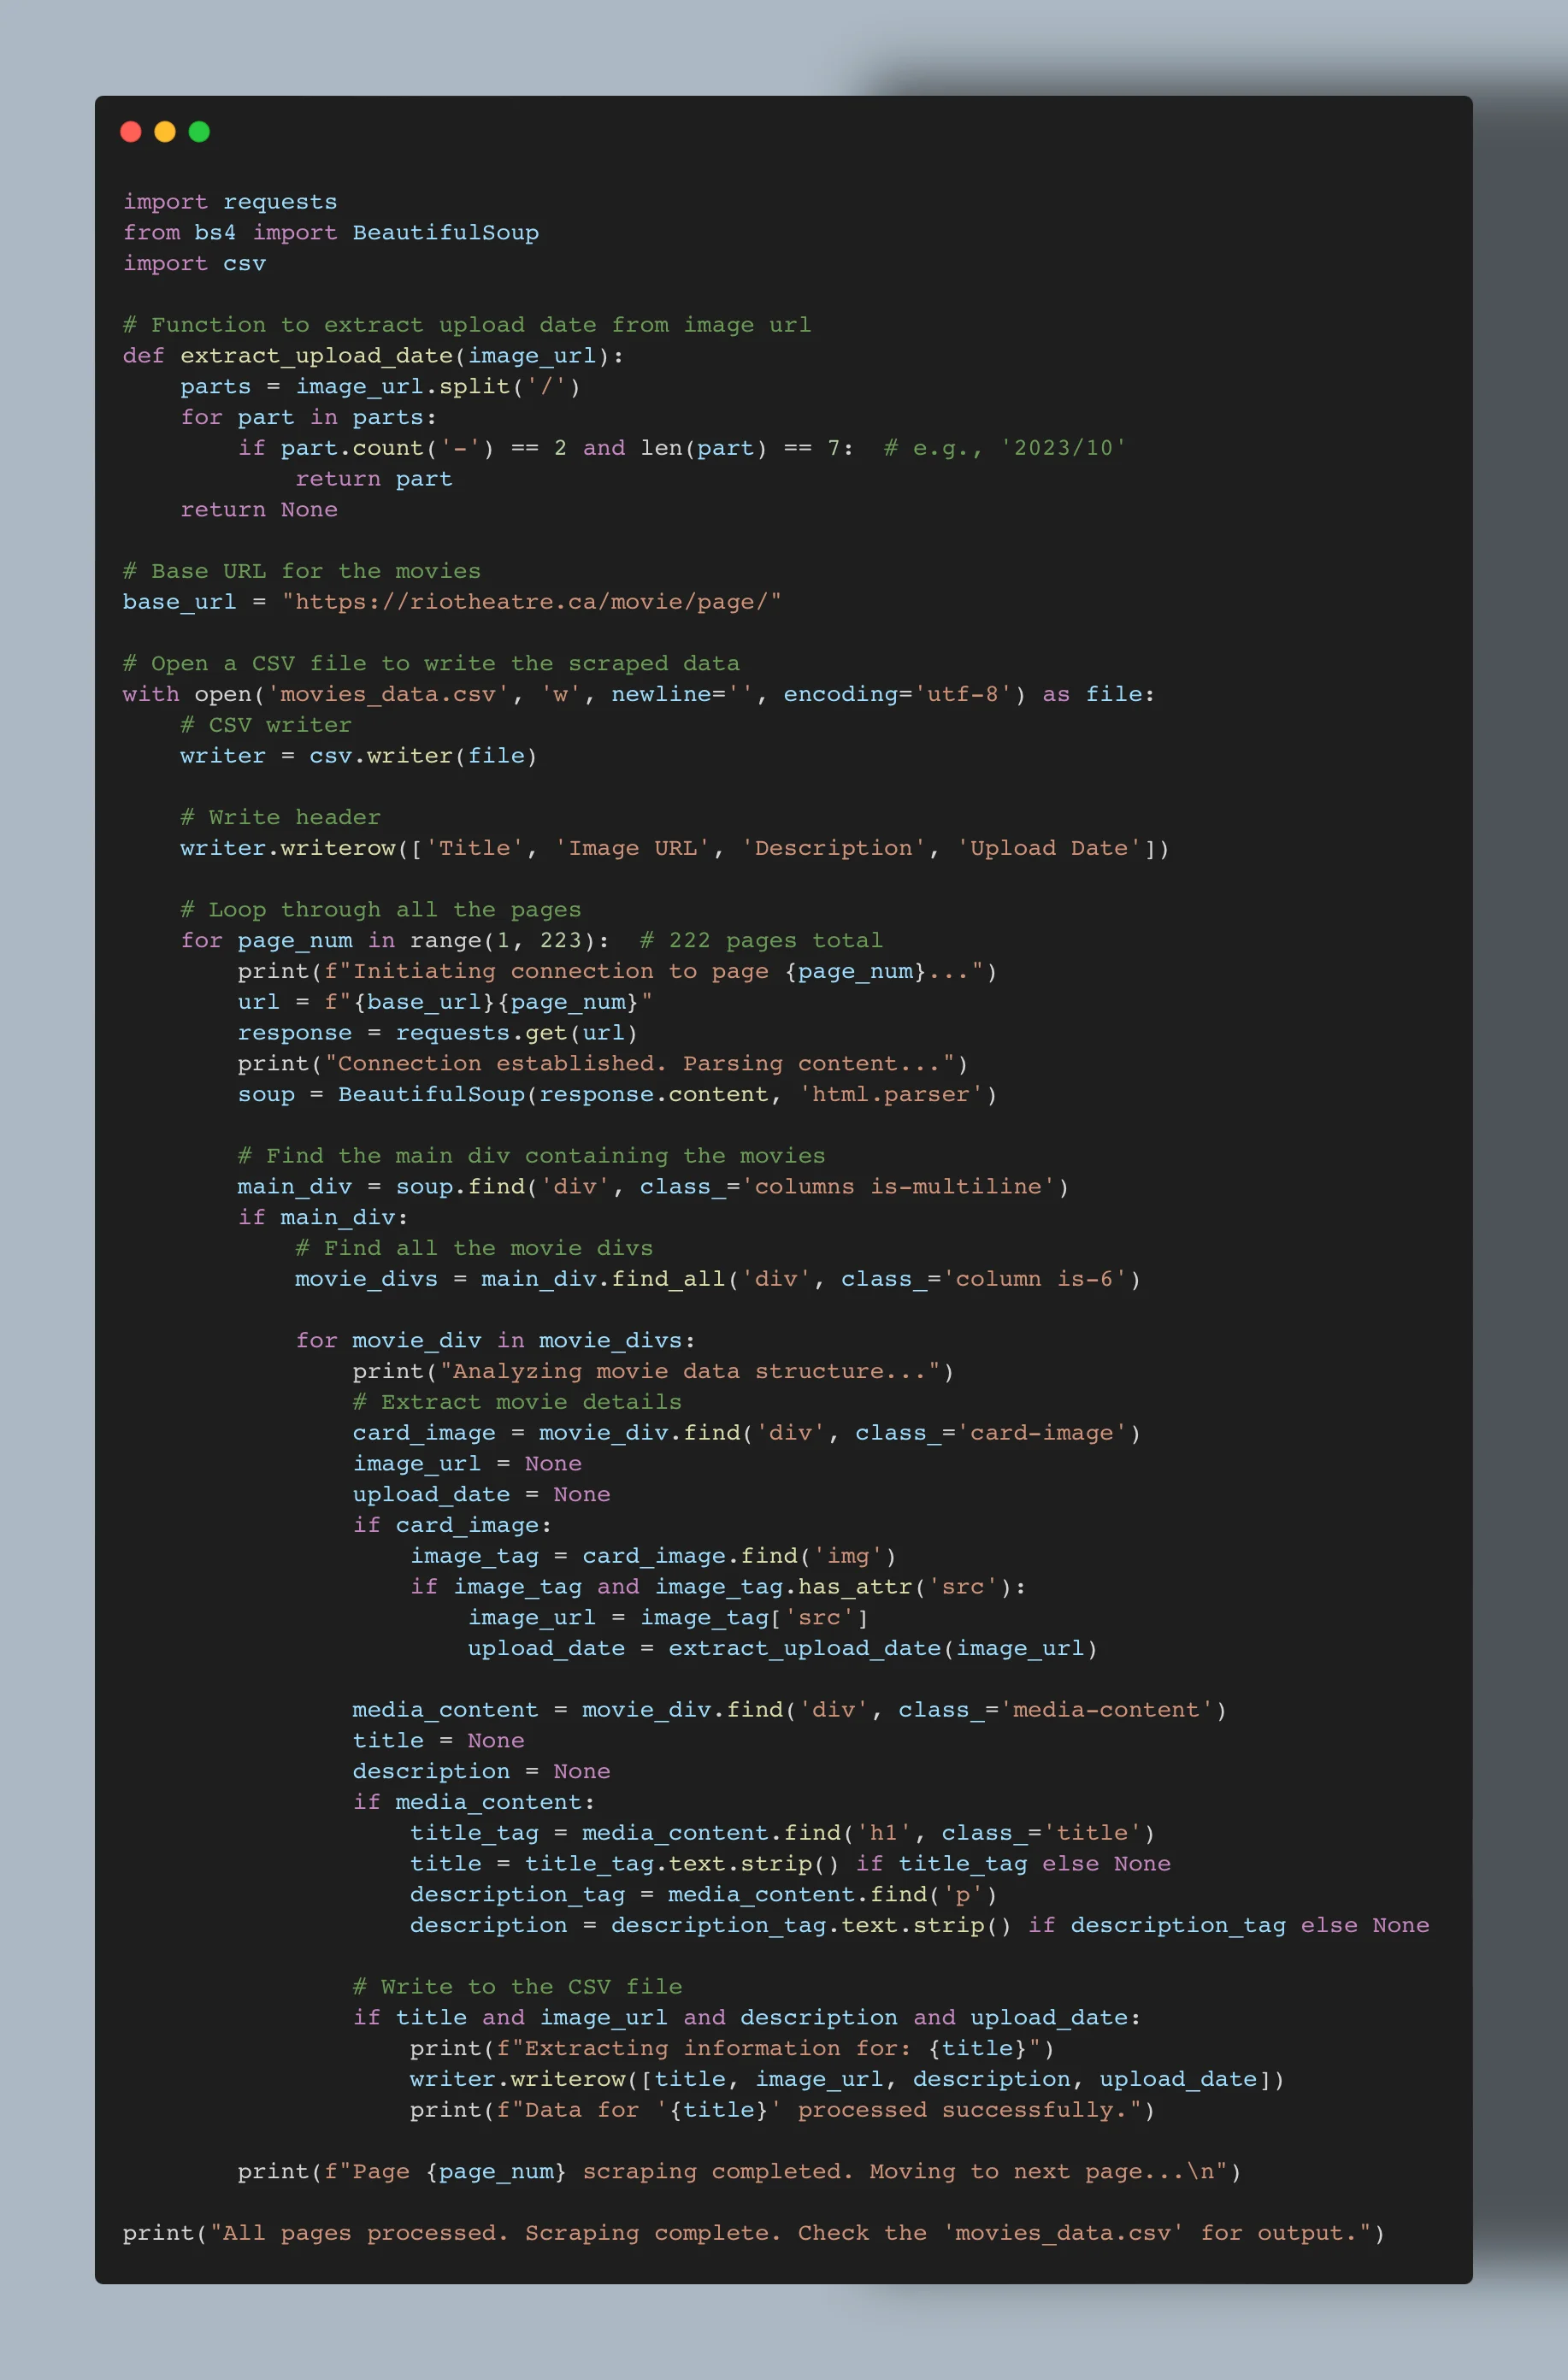 import requests
from bs4 import BeautifulSoup
import csv

# Function to extract upload date from image url
def extract_upload_date(image_url):
    parts = image_url.split('/')
    for part in parts:
        if part.count('-') == 2 and len(part) == 7:  # e.g., '2023/10'
            return part
    return None

# Base URL for the movies
base_url = "https://riotheatre.ca/movie/page/"

# Open a CSV file to write the scraped data
with open('movies_data.csv', 'w', newline='', encoding='utf-8') as file:
    # CSV writer
    writer = csv.writer(file)

    # Write header
    writer.writerow(['Title', 'Image URL', 'Description', 'Upload Date'])

    # Loop through all the pages
    for page_num in range(1, 223):  # 222 pages total
        print(f"Initiating connection to page {page_num}...")
        url = f"{base_url}{page_num}"
        response = requests.get(url)
        print("Connection established. Parsing content...")
        soup = BeautifulSoup(response.content, 'html.parser')

        # Find the main div containing the movies
        main_div = soup.find('div', class_='columns is-multiline')
        if main_div:
            # Find all the movie divs
            movie_divs = main_div.find_all('div', class_='column is-6')

            for movie_div in movie_divs:
                print("Analyzing movie data structure...")
                # Extract movie details
                card_image = movie_div.find('div', class_='card-image')
                image_url = None
                upload_date = None
                if card_image:
                    image_tag = card_image.find('img')
                    if image_tag and image_tag.has_attr('src'):
                        image_url = image_tag['src']
                        upload_date = extract_upload_date(image_url)

                media_content = movie_div.find('div', class_='media-content')
                title = None
                description = None
                if media_content:
                    title_tag = media_content.find('h1', class_='title')
                    title = title_tag.text.strip() if title_tag else None
                    description_tag = media_content.find('p')
                    description = description_tag.text.strip() if description_tag else None

                # Write to the CSV file
                if title and image_url and description and upload_date:
                    print(f"Extracting information for: {title}")
                    writer.writerow([title, image_url, description, upload_date])
                    print(f"Data for '{title}' processed successfully.")

        print(f"Page {page_num} scraping completed. Moving to next page...\n")

print("All pages processed. Scraping complete. Check the 'movies_data.csv' for output.")